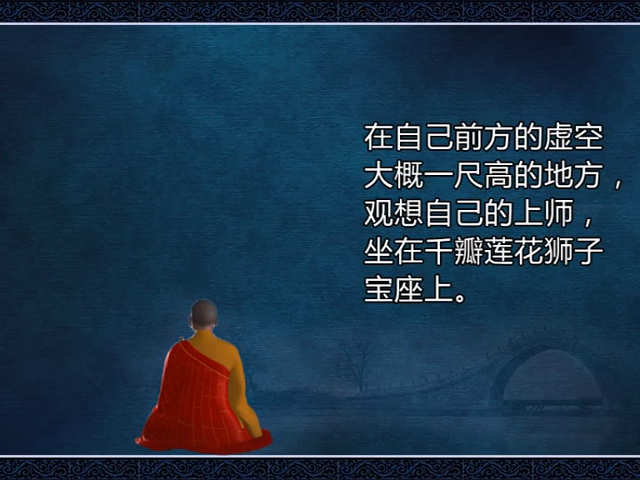 在自己前方的虚空
大概一尺高的地方，
观想自己的上师，
坐在千瓣莲花狮子
宝座上。